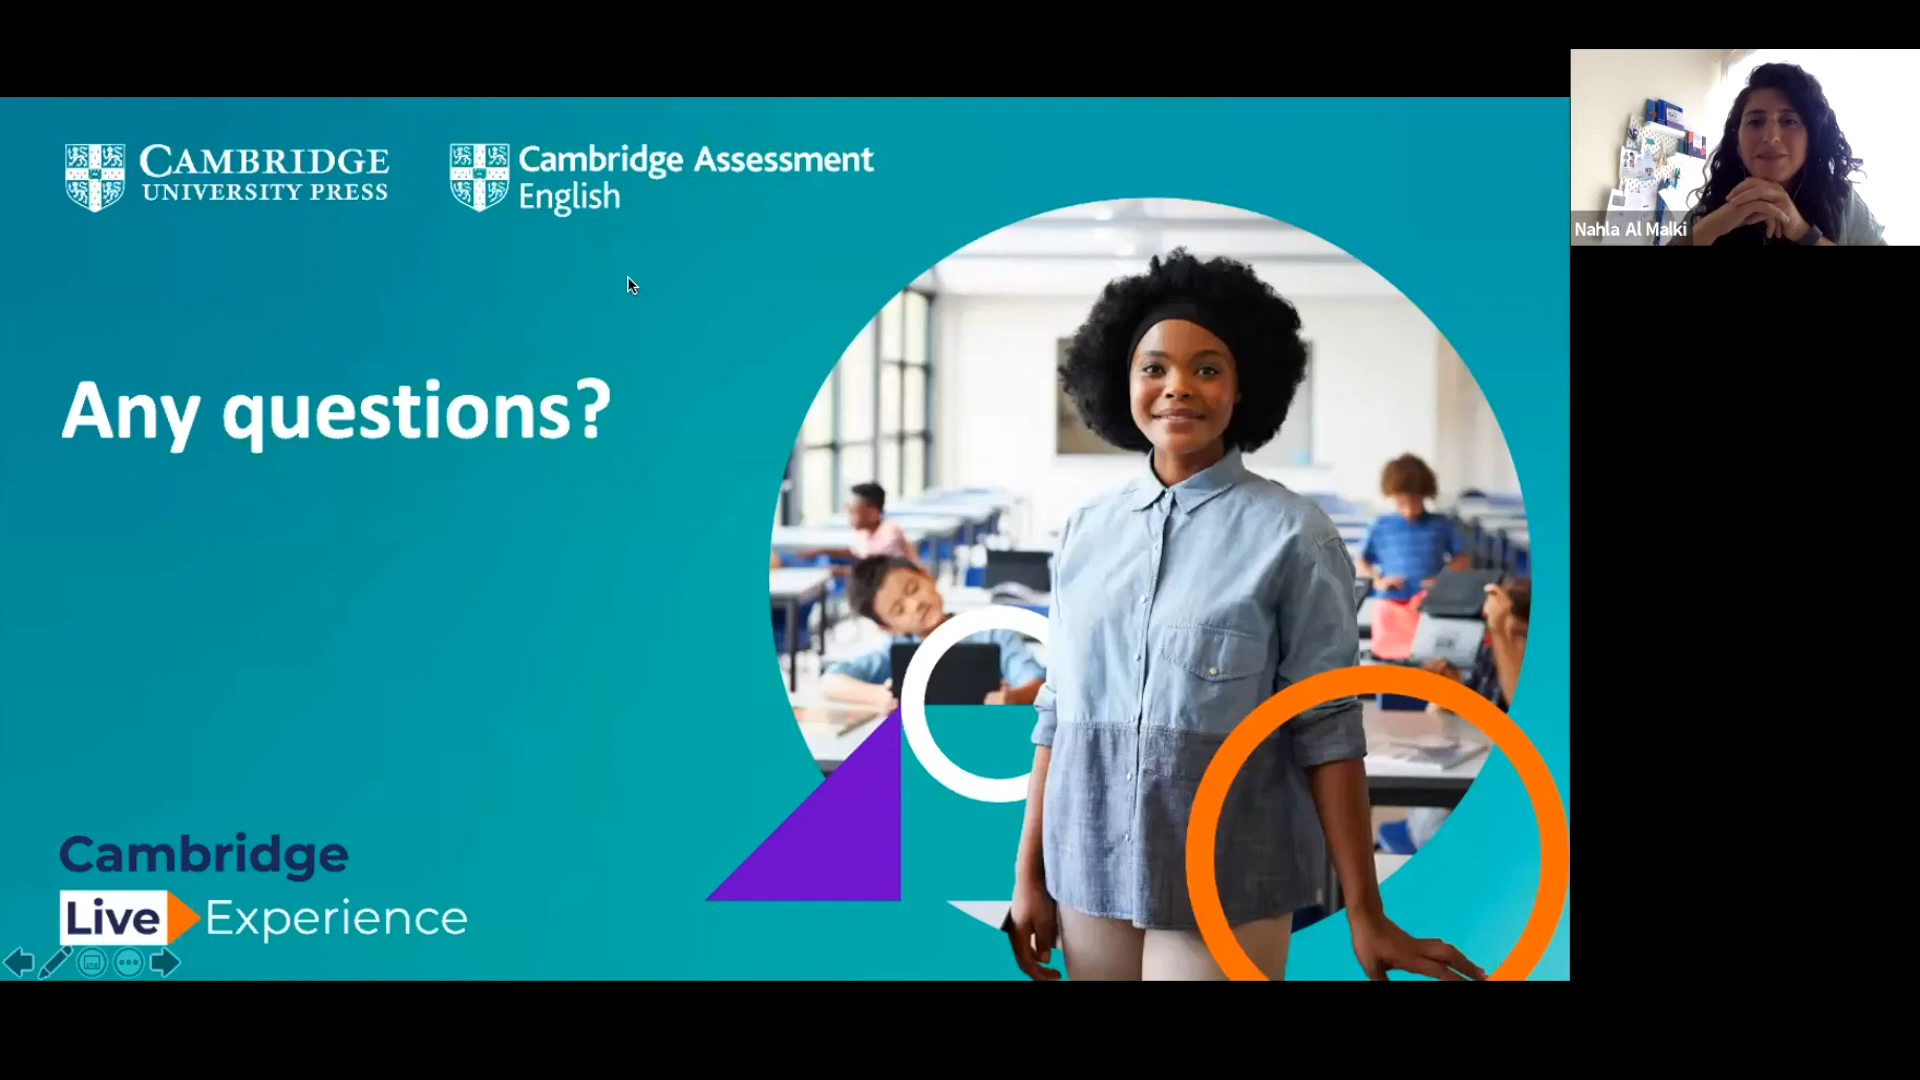 CAMBRIDGE
UNIVERSITY PRESS
Cambridge Assessment
English
Nahla Al Malki
Any questions?
Cambridge
Live Experience